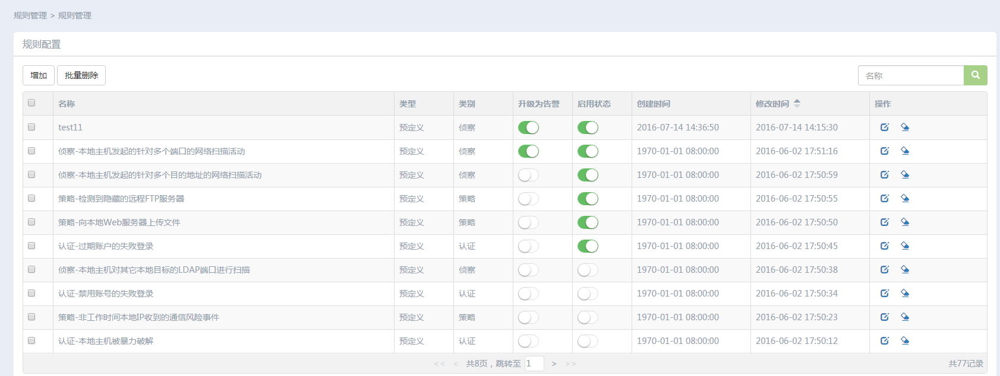 规则管理 > 规则管理
规则配置
增加 批量删除 名称
名称 类型 类别 升级为告警 启用状态 创建时间 修改时间 操作
test11 预定义 侦察 2016-07-14 14:36:50 2016-07-14 14:15:30
侦察-本地主机发起的针对多个端口的网络扫描活动 预定义 侦察 1970-01-01 08:00:00 2016-06-02 17:51:16
侦察-本地主机发起的针对多个目的地址的网络扫描活动 预定义 侦察 1970-01-01 08:00:00 2016-06-02 17:50:59
策略-检测到隐藏的远程FTP服务器 预定义 策略 1970-01-01 08:00:00 2016-06-02 17:50:55
策略-向本地Web服务器上传文件 预定义 策略 1970-01-01 08:00:00 2016-06-02 17:50:50
认证-过期账户的失败登录 预定义 认证 1970-01-01 08:00:00 2016-06-02 17:50:45
侦察-本地主机对其它本地目标的LDAP端口进行扫描 预定义 侦察 1970-01-01 08:00:00 2016-06-02 17:50:38
认证-禁用账号的失败登录 预定义 认证 1970-01-01 08:00:00 2016-06-02 17:50:34
策略-非工作时间本地IP收到的通信风险事件 预定义 策略 1970-01-01 08:00:00 2016-06-02 17:50:23
认证-本地主机被暴力破解 预定义 认证 1970-01-01 08:00:00 2016-06-02 17:50:12
<< < 共8页，跳转至 1 > >> 共77记录